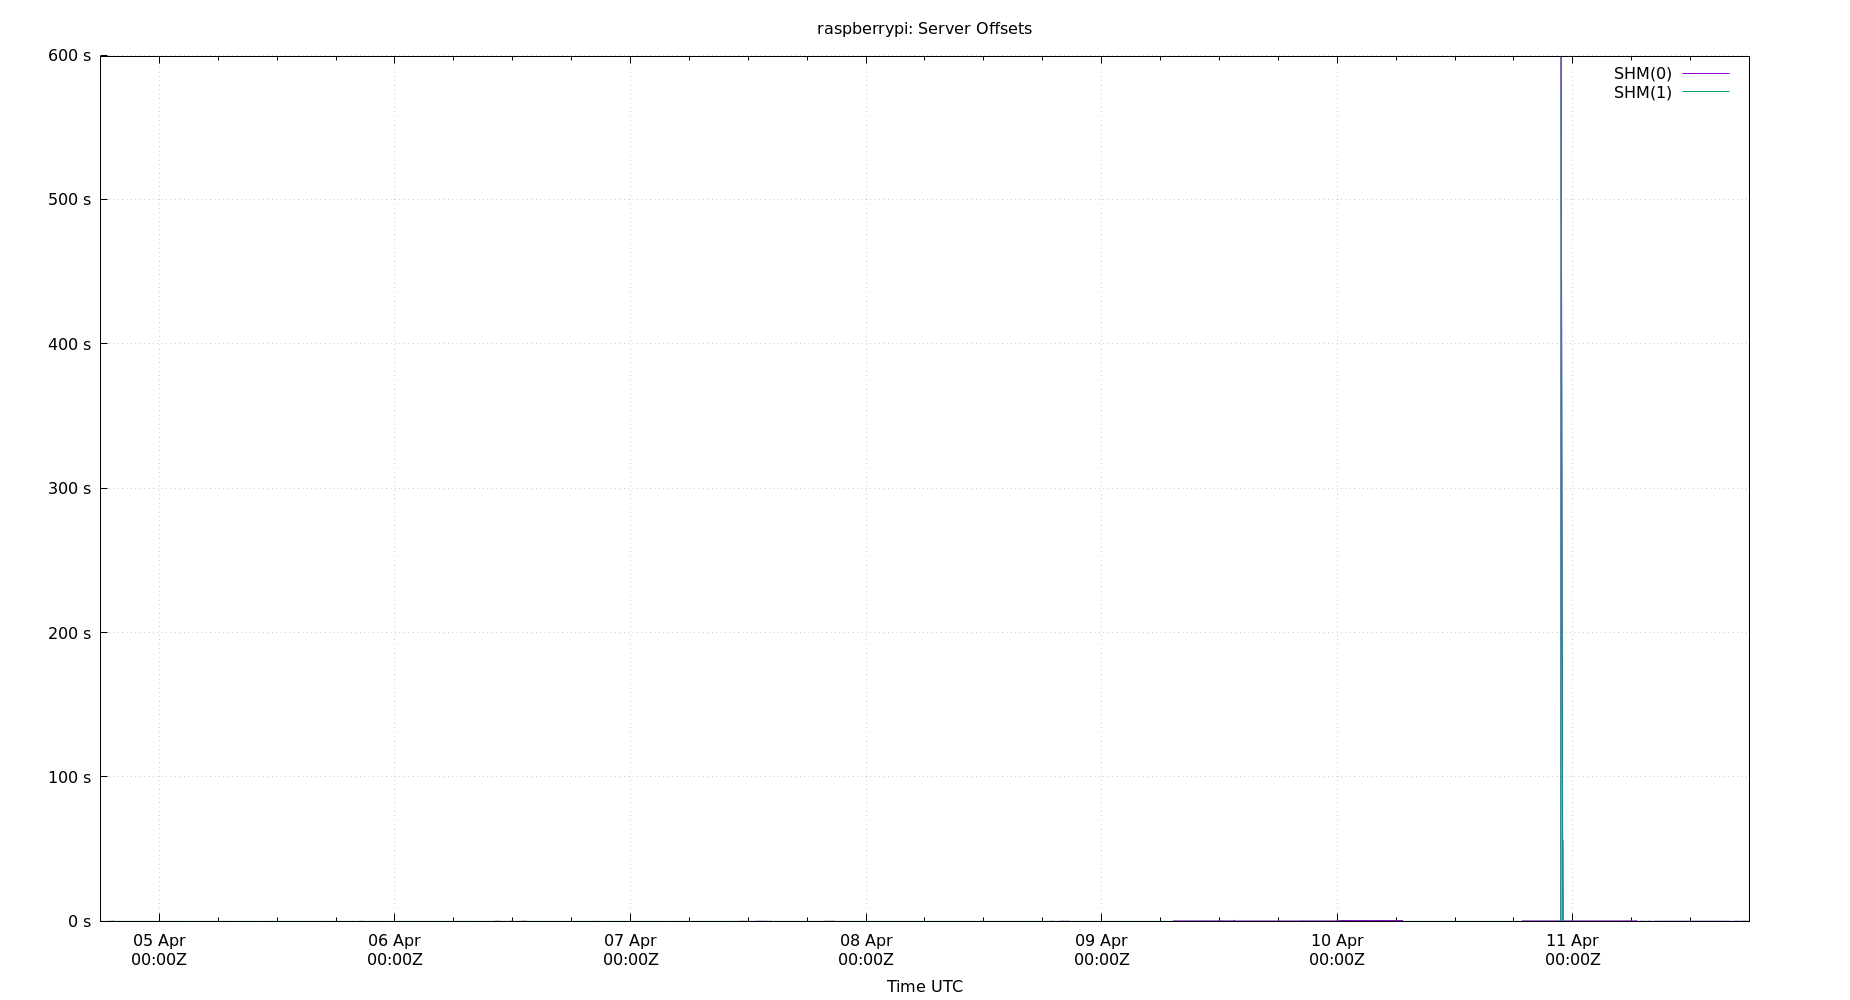 raspberrypi: Server Offsets
600 s
SHM(0)
SHM(1)
500 s
400 s
300 s
200 s
100 s
0 s
05 Apr 06 Apr 07 Apr 08 Apr 09 Apr 10 Apr 11 Apr
00:00Z 00:00Z 00:00Z 00:00Z 00:00Z 00:00Z 00:00Z
Time UTC